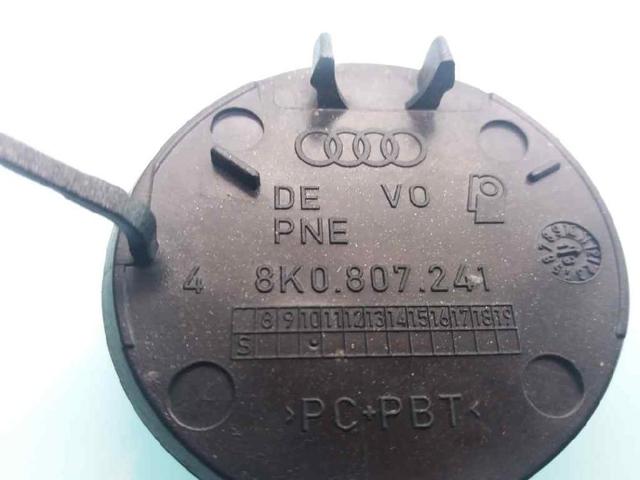 DE VO
PNE
4 8K0.807.241
8 9 10 11 12 13 14 15 16 17 18 19
S
>PC+PBT<